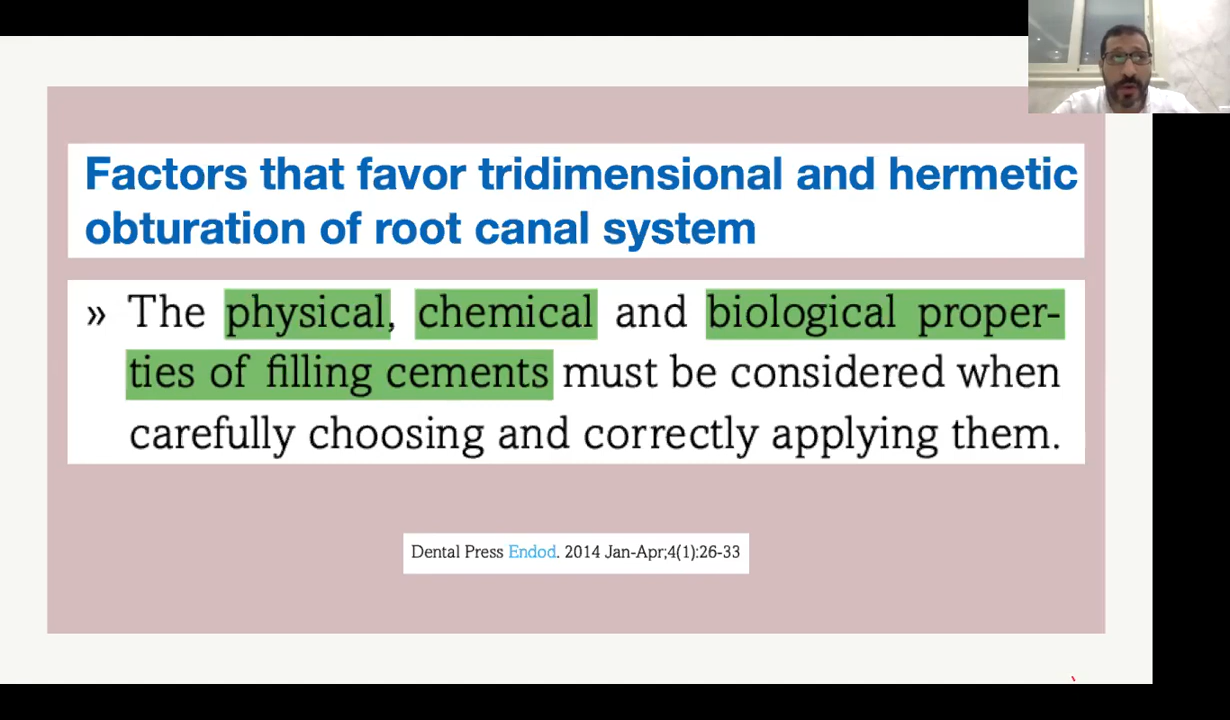 Factors that favor tridimensional and hermetic
obturation of root canal system
» The physical, chemical and biological proper-
ties of filling cements must be considered when
carefully choosing and correctly applying them.
Dental Press Endod. 2014 Jan-Apr;4(1):26-33